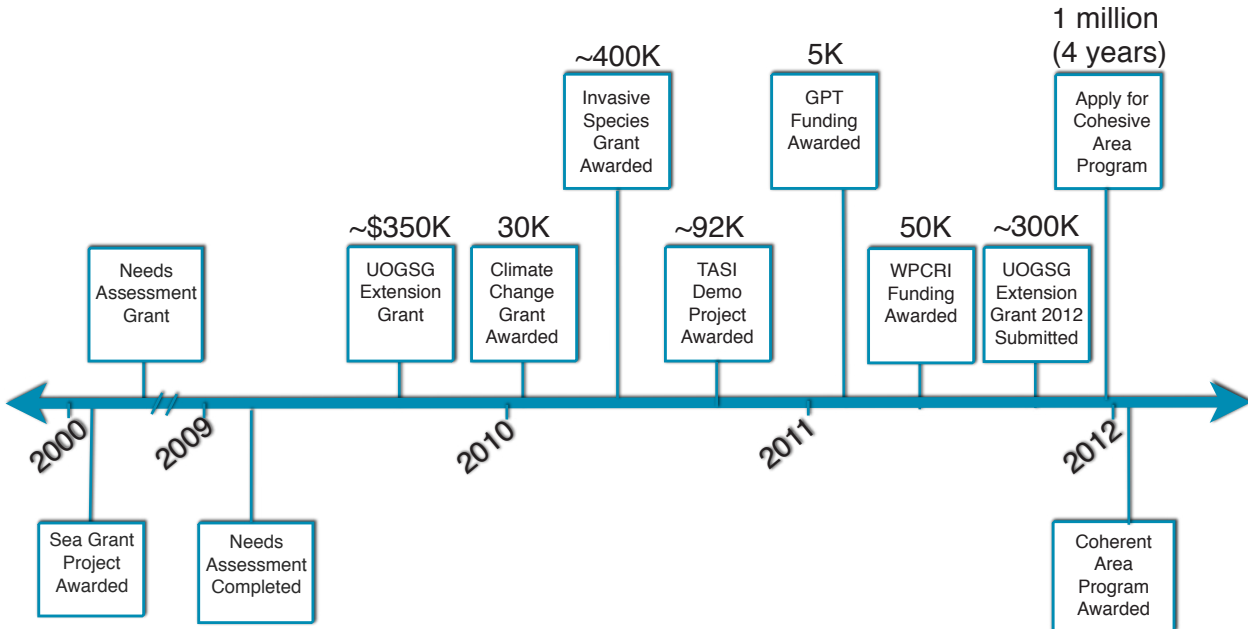 1 million
(4 years)
~400K
5K
Invasive
Species
Grant
Awarded
GPT
Funding
Awarded
Apply for
Cohesive
Area
Program
~$350K
30K
~92K
50K
~300K
Needs
Assessment
Grant
UOGSG
Extension
Grant
Climate
Change
Grant
Awarded
TASI
Demo
Project
Awarded
WPCRI
Funding
Awarded
UOGSG
Extension
Grant 2012
Submitted
2000
2009
2010
2011
2012
Sea Grant
Project
Awarded
Needs
Assessment
Completed
Coherent
Area
Program
Awarded